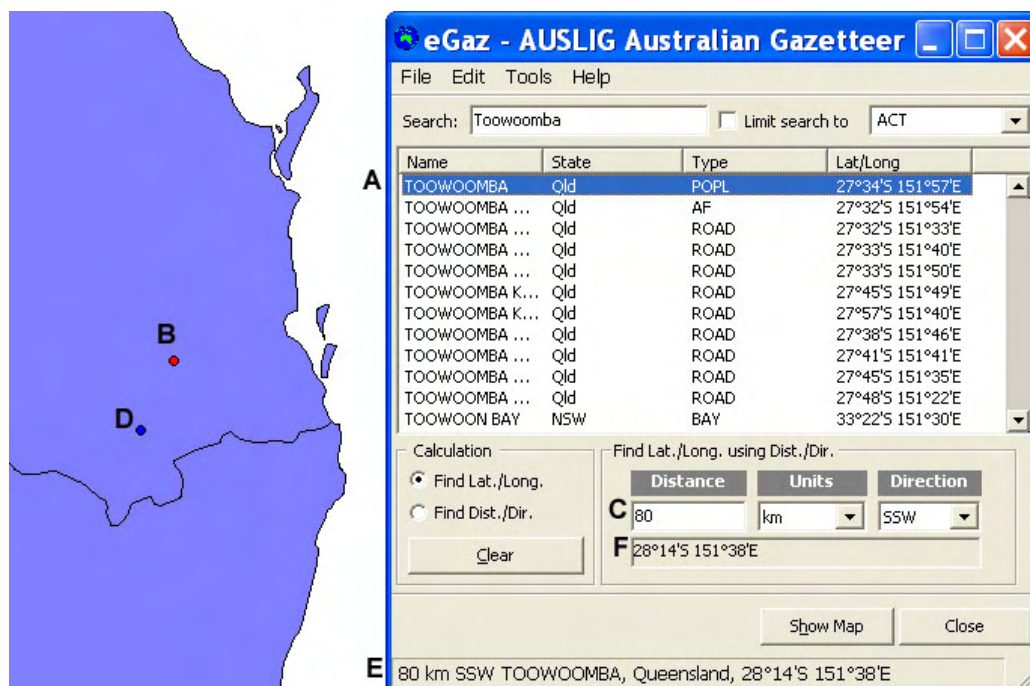 eGaz - AUSLIG Australian Gazetteer
File Edit Tools Help
Search: Toowoomba Limit search to ACT
Name State Type Lat/Long
A TOOWOOMBA Qld POPL 27°34'S 151°57'E
TOOWOOMBA ... Qld AF 27°32'S 151°54'E
TOOWOOMBA ... Qld ROAD 27°32'S 151°33'E
TOOWOOMBA ... Qld ROAD 27°33'S 151°40'E
TOOWOOMBA ... Qld ROAD 27°33'S 151°50'E
TOOWOOMBA K... Qld ROAD 27°45'S 151°49'E
TOOWOOMBA K... Qld ROAD 27°57'S 151°40'E
TOOWOOMBA ... Qld ROAD 27°38'S 151°46'E
TOOWOOMBA ... Qld ROAD 27°41'S 151°41'E
TOOWOOMBA ... Qld ROAD 27°45'S 151°35'E
TOOWOOMBA ... Qld ROAD 27°48'S 151°22'E
TOOWOON BAY NSW BAY 33°22'S 151°30'E
B
D
Calculation
Find Lat./Long.
Find Dist./Dir.
Clear
Find Lat./Long. using Dist./Dir.
Distance Units Direction
C 80 km SSW
F 28°14'S 151°38'E
Show Map Close
E 80 km SSW TOOWOOMBA, Queensland, 28°14'S 151°38'E